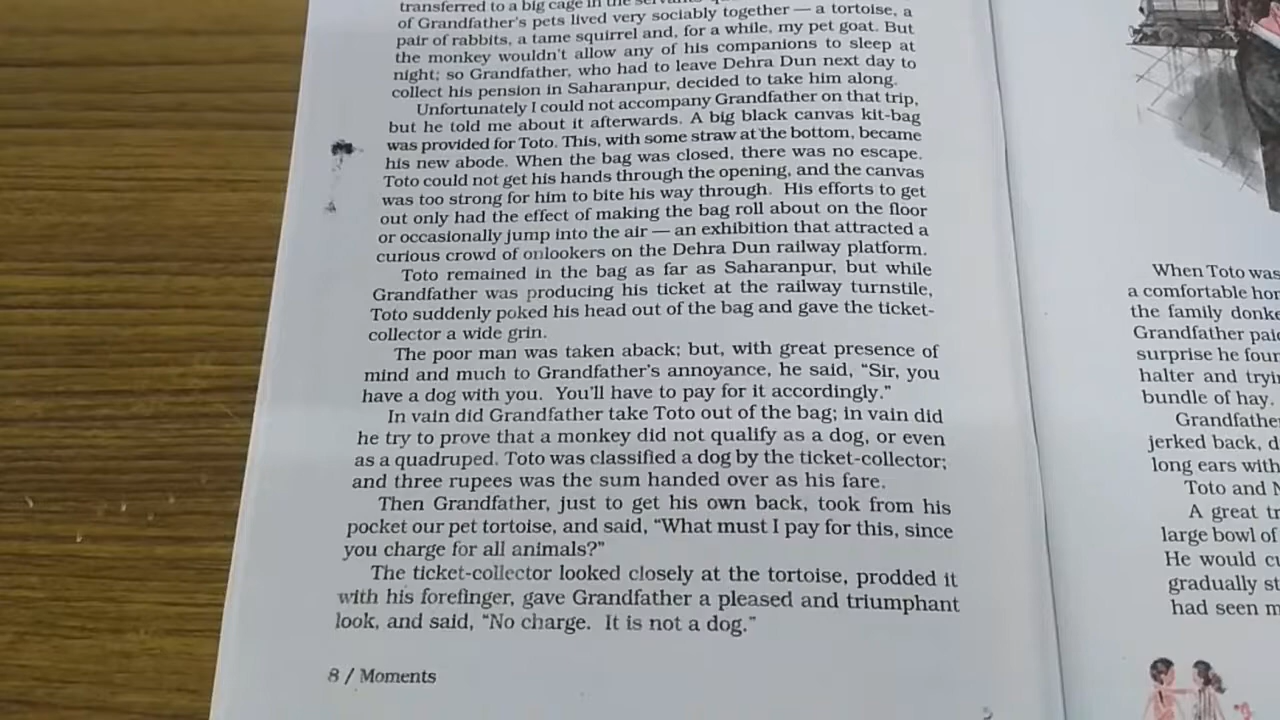 transferred to a big cage in the
of Grandfather's pets lived very sociably together — a tortoise, a
pair of rabbits, a tame squirrel and, for a while, my pet goat. But
the monkey wouldn't allow any of his companions to sleep at
night; so Grandfather, who had to leave Dehra Dun next day to
collect his pension in Saharanpur, decided to take him along.
Unfortunately I could not accompany Grandfather on that trip,
but he told me about it afterwards. A big black canvas kit-bag
was provided for Toto. This, with some straw at the bottom, became
his new abode. When the bag was closed, there was no escape.
Toto could not get his hands through the opening, and the canvas
was too strong for him to bite his way through. His efforts to get
out only had the effect of making the bag roll about on the floor
or occasionally jump into the air — an exhibition that attracted a
curious crowd of onlookers on the Dehra Dun railway platform.
Toto remained in the bag as far as Saharanpur, but while
Grandfather was producing his ticket at the railway turnstile,
Toto suddenly poked his head out of the bag and gave the ticket-
collector a wide grin.
The poor man was taken aback; but, with great presence of
mind and much to Grandfather's annoyance, he said, “Sir, you
have a dog with you. You'll have to pay for it accordingly.”
In vain did Grandfather take Toto out of the bag; in vain did
he try to prove that a monkey did not qualify as a dog, or even
as a quadruped. Toto was classified a dog by the ticket-collector;
and three rupees was the sum handed over as his fare.
Then Grandfather, just to get his own back, took from his
pocket our pet tortoise, and said, “What must I pay for this, since
you charge for all animals?”
The ticket-collector looked closely at the tortoise, prodded it
with his forefinger, gave Grandfather a pleased and triumphant
look, and said, “No charge. It is not a dog.”
8 / Moments
When Toto was
a comfortable
the family
Grandfather
surprise he
halter and
bundle of hay.
jerked back,
long ears with
Toto and
A great
large bowl of
He would
gradually
had seen